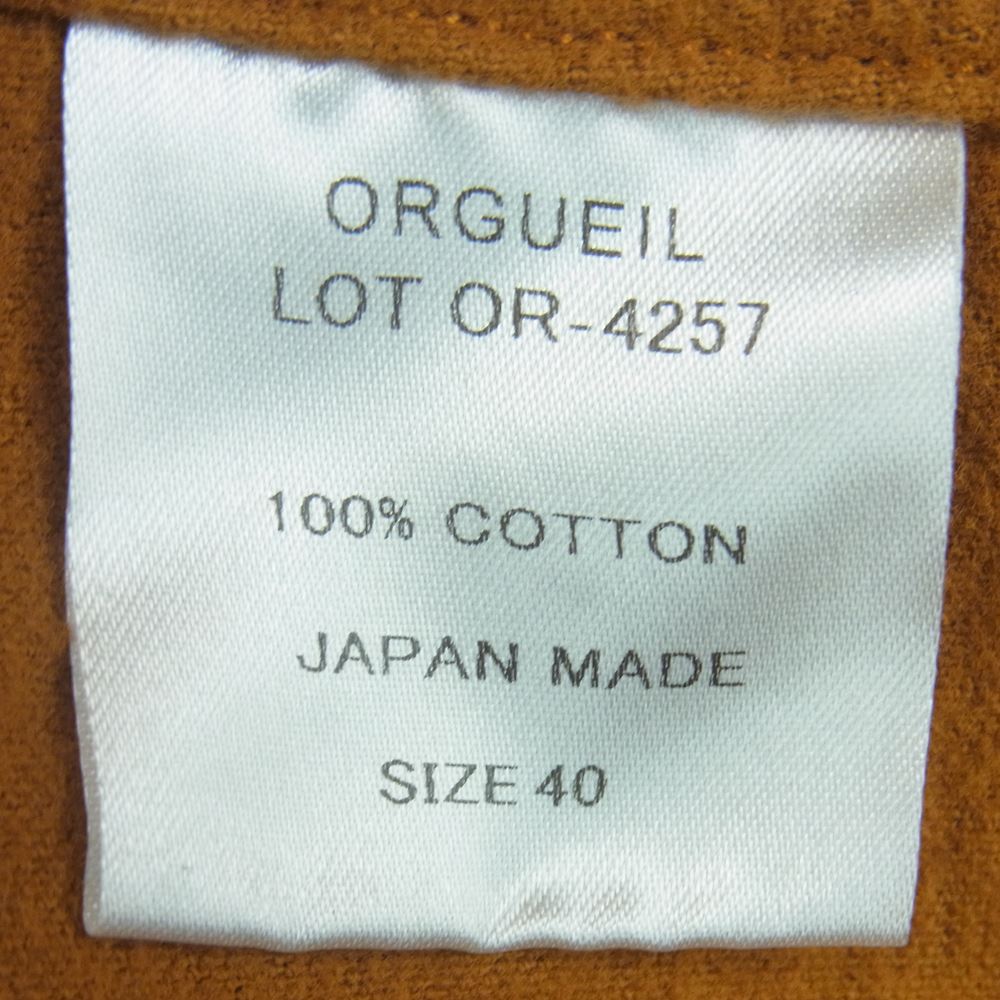 ORGUEIL
LOT OR-4257
100% COTTON
JAPAN MADE
SIZE 40